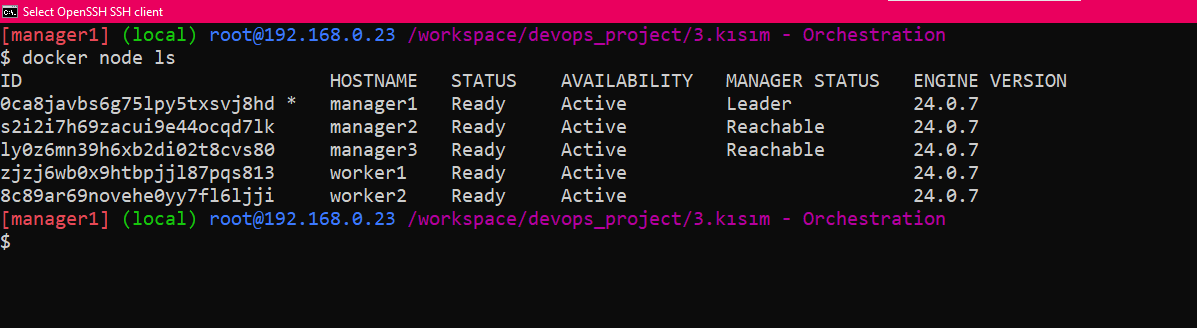 Select OpenSSH SSH client
[manager1] (local) root@192.168.0.23 /workspace/devops_project/3.kısım - Orchestration
$ docker node ls
ID HOSTNAME STATUS AVAILABILITY MANAGER STATUS ENGINE VERSION
0ca8javbs6g75lpy5txsvj8hd * manager1 Ready Active Leader 24.0.7
s2i2i7h69zacui9e44ocqd7lk manager2 Ready Active Reachable 24.0.7
ly0z6mn39h6xb2di02t8cvs80 manager3 Ready Active Reachable 24.0.7
zjzj6wb0x9htbpjjl87pqs813 worker1 Ready Active 24.0.7
8c89ar69novehe0yy7fl6ljji worker2 Ready Active 24.0.7
[manager1] (local) root@192.168.0.23 /workspace/devops_project/3.kısım - Orchestration
$